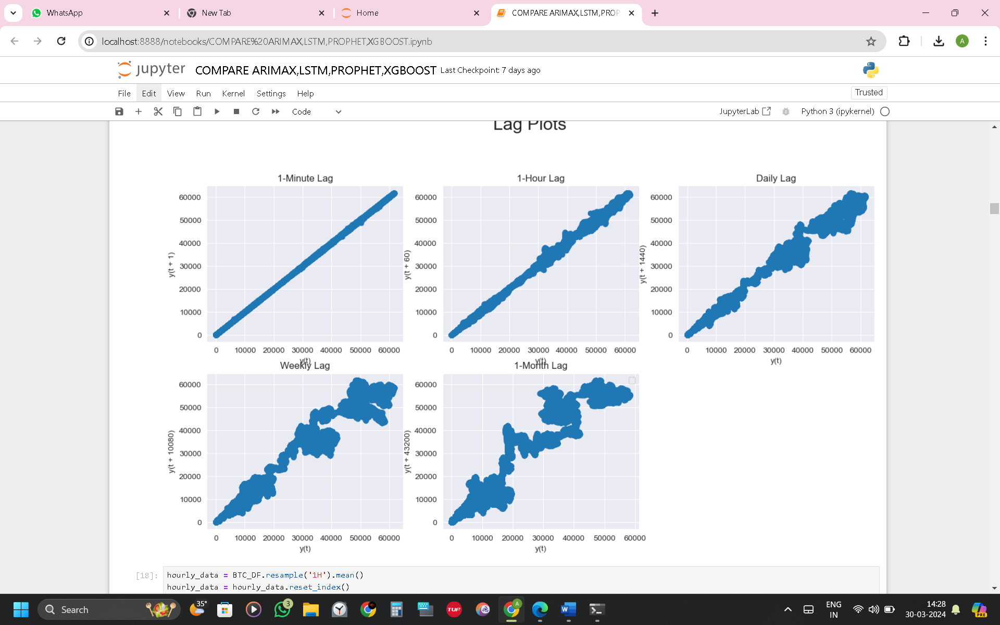 WhatsApp
New Tab
Home
COMPARE ARIMAX,LSTM,PROP
localhost:8888/notebooks/COMPARE%20ARIMAX,LSTM,PROPHET,XGBOOST.ipynb
A
jupyter COMPARE ARIMAX,LSTM,PROPHET,XGBOOST Last Checkpoint: 7 days ago
File Edit View Run Kernel Settings Help
Trusted
Code
JupyterLab
Python 3 (ipykernel)
Lag Plots
1-Minute Lag
60000
50000
40000
30000
20000
10000
0
y(t + 1)
0 10000 20000 30000 40000 50000 60000
y(t)
1-Hour Lag
60000
50000
40000
30000
20000
10000
0
y(t + 60)
0 10000 20000 30000 40000 50000 60000
y(t)
Daily Lag
60000
50000
40000
30000
20000
10000
0
y(t + 1440)
0 10000 20000 30000 40000 50000 60000
y(t)
Weekly Lag
60000
50000
40000
30000
20000
10000
0
y(t + 10080)
0 10000 20000 30000 40000 50000 60000
y(t)
1-Month Lag
60000
50000
40000
30000
20000
10000
0
y(t + 43200)
0 10000 20000 30000 40000 50000 60000
y(t)
[18]:
hourly_data = BTC_DF.resample('1H').mean()
hourly_data = hourly_data.reset_index()
Search
35°
3
TUF
A
ENG
IN
14:28
30-03-2024
PRE